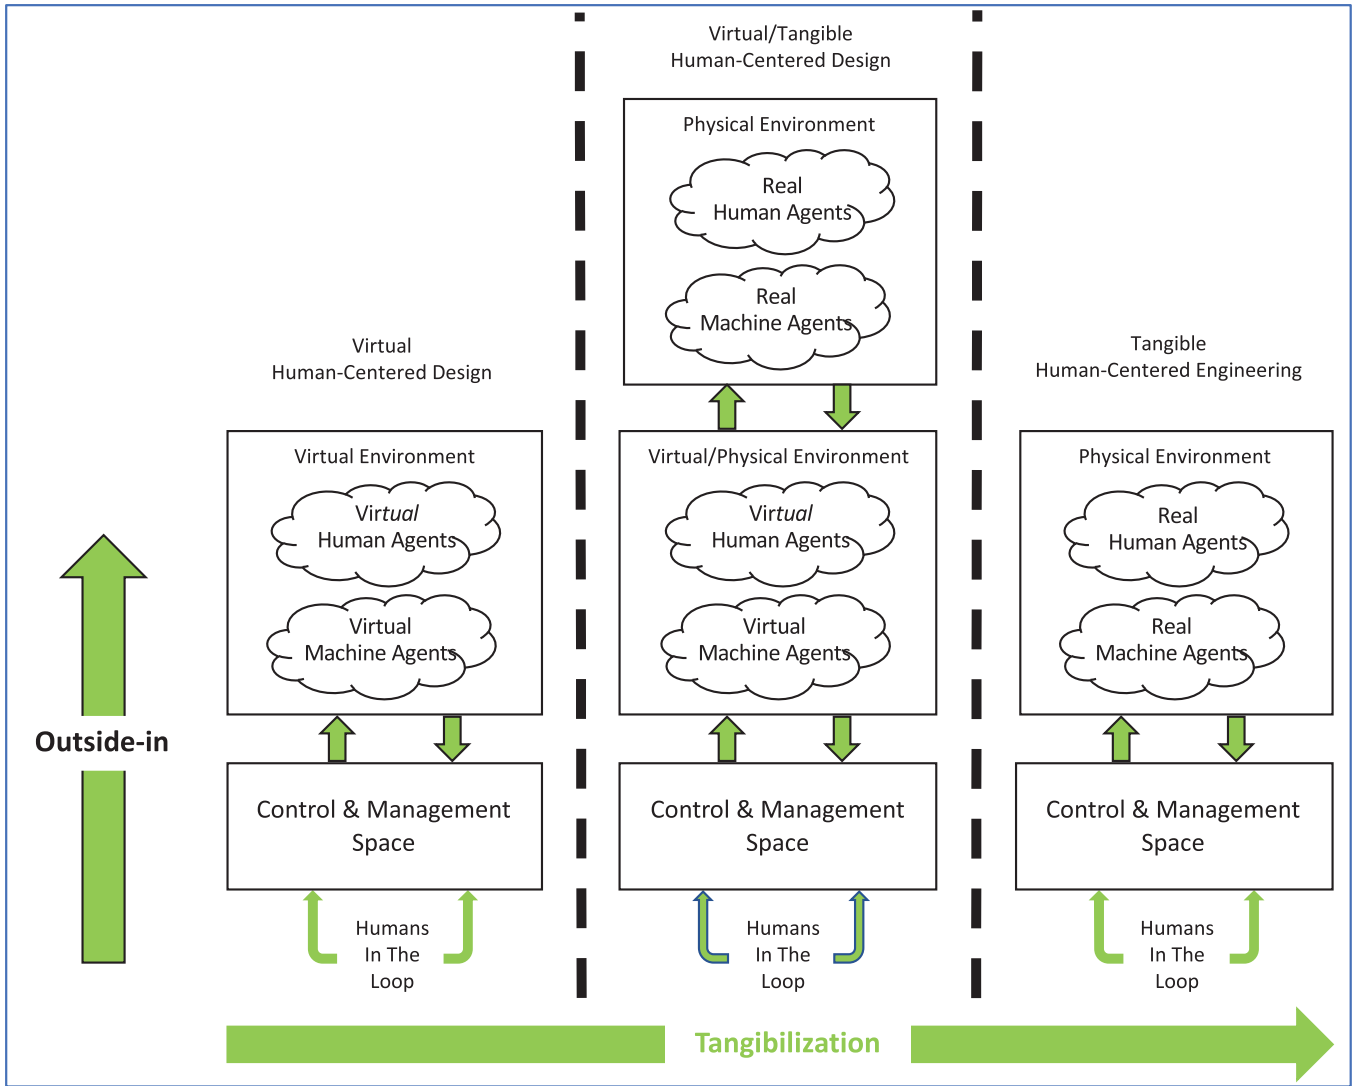 Virtual/Tangible
Human-Centered Design
Physical Environment
Real
Human Agents
Real
Machine Agents
Virtual
Human-Centered Design
Tangible
Human-Centered Engineering
Virtual Environment
Virtual
Human Agents
Virtual
Machine Agents
Virtual/Physical Environment
Virtual
Human Agents
Virtual
Machine Agents
Physical Environment
Real
Human Agents
Real
Machine Agents
Outside-in
Control & Management
Space
Control & Management
Space
Control & Management
Space
Humans
In The
Loop
Humans
In The
Loop
Humans
In The
Loop
Tangibilization